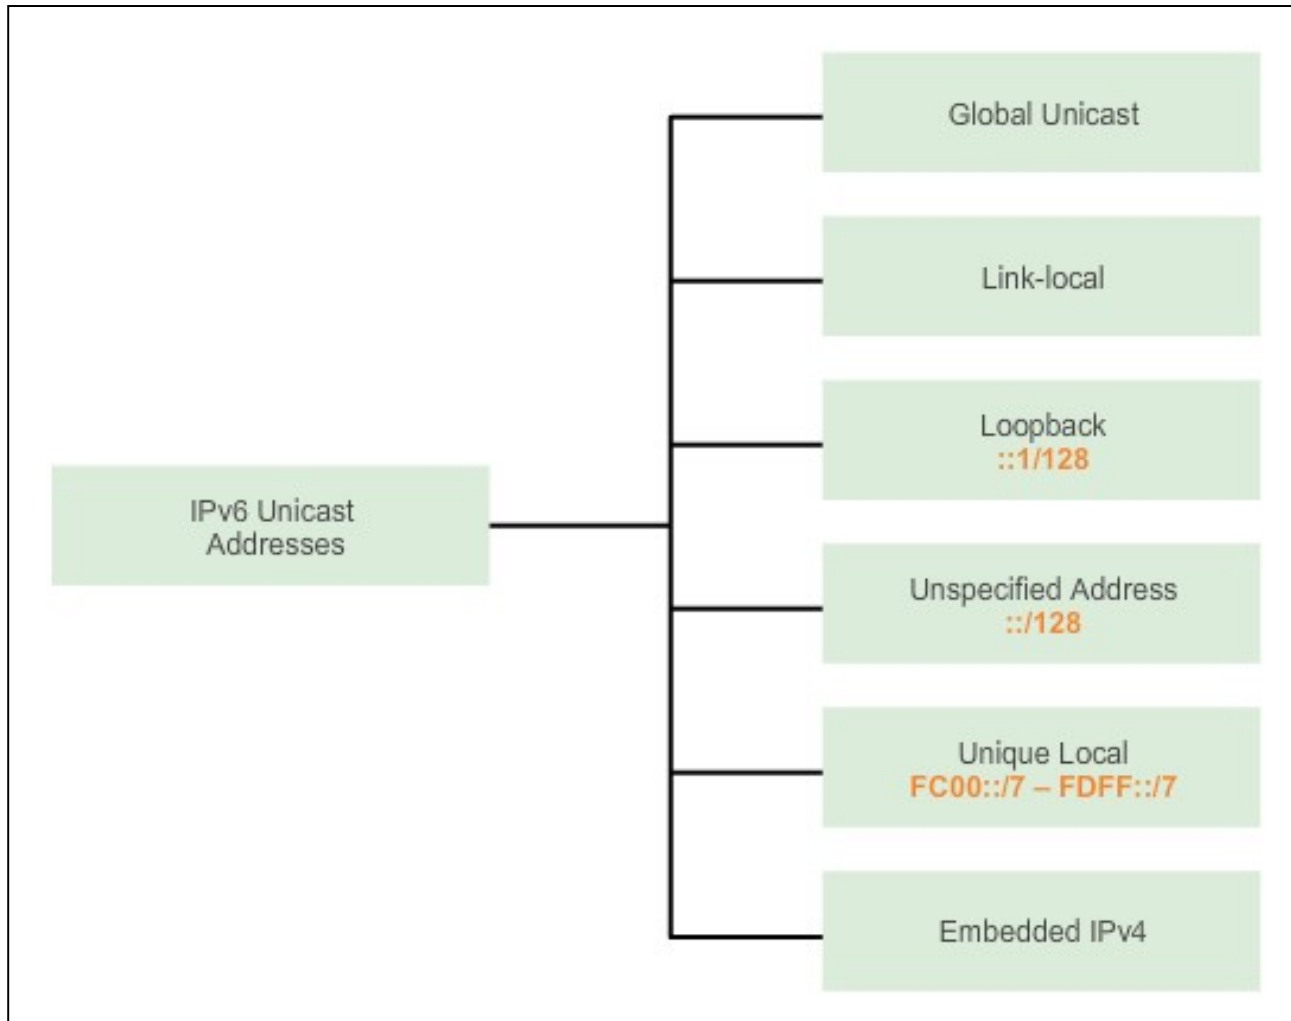 Global Unicast
Link-local
Loopback
::1/128
IPv6 Unicast
Addresses
Unspecified Address
::/128
Unique Local
FC00::/7 – FDFF::/7
Embedded IPv4